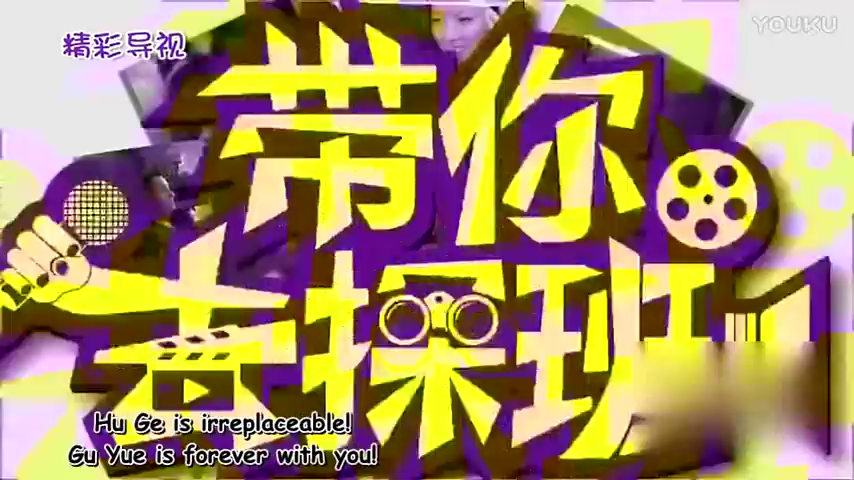 精彩导视
YOUKU
带你
去探班
Hu Ge is irreplaceable!
Gu Yue is forever with you!